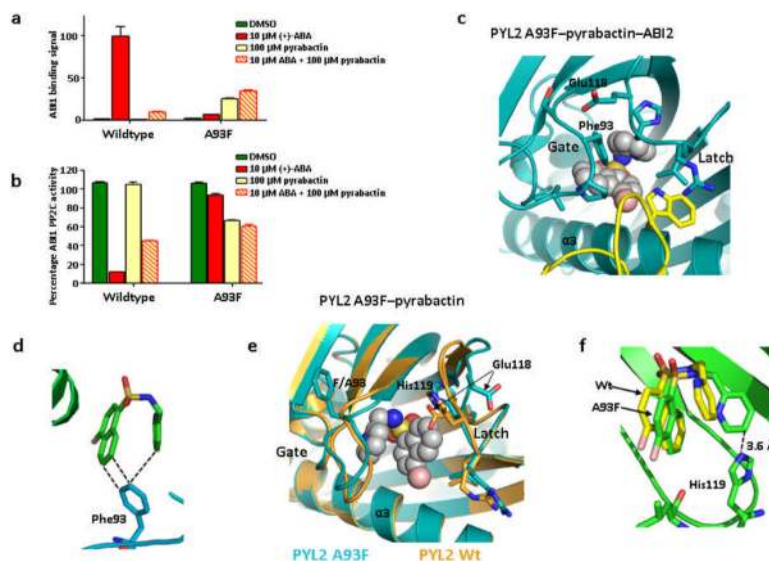 a
ABI1 binding signal
100
50
0
Wildtype
A93F
DMSO
10 µM (+)-ABA
100 µM pyrabactin
10 µM ABA + 100 µM pyrabactin
b
Percentage ABI1 PP2C activity
120
100
80
60
40
20
0
Wildtype
A93F
DMSO
10 µM (+)-ABA
100 µM pyrabactin
10 µM ABA + 100 µM pyrabactin
c
PYL2 A93F–pyrabactin–ABI2
Glu118
Phe93
Gate
Latch
α3
d
Phe93
PYL2 A93F–pyrabactin
e
F/A93
His119
Glu118
Gate
Latch
α3
PYL2 A93F
PYL2 Wt
f
Wt
A93F
3.6 Å
His119